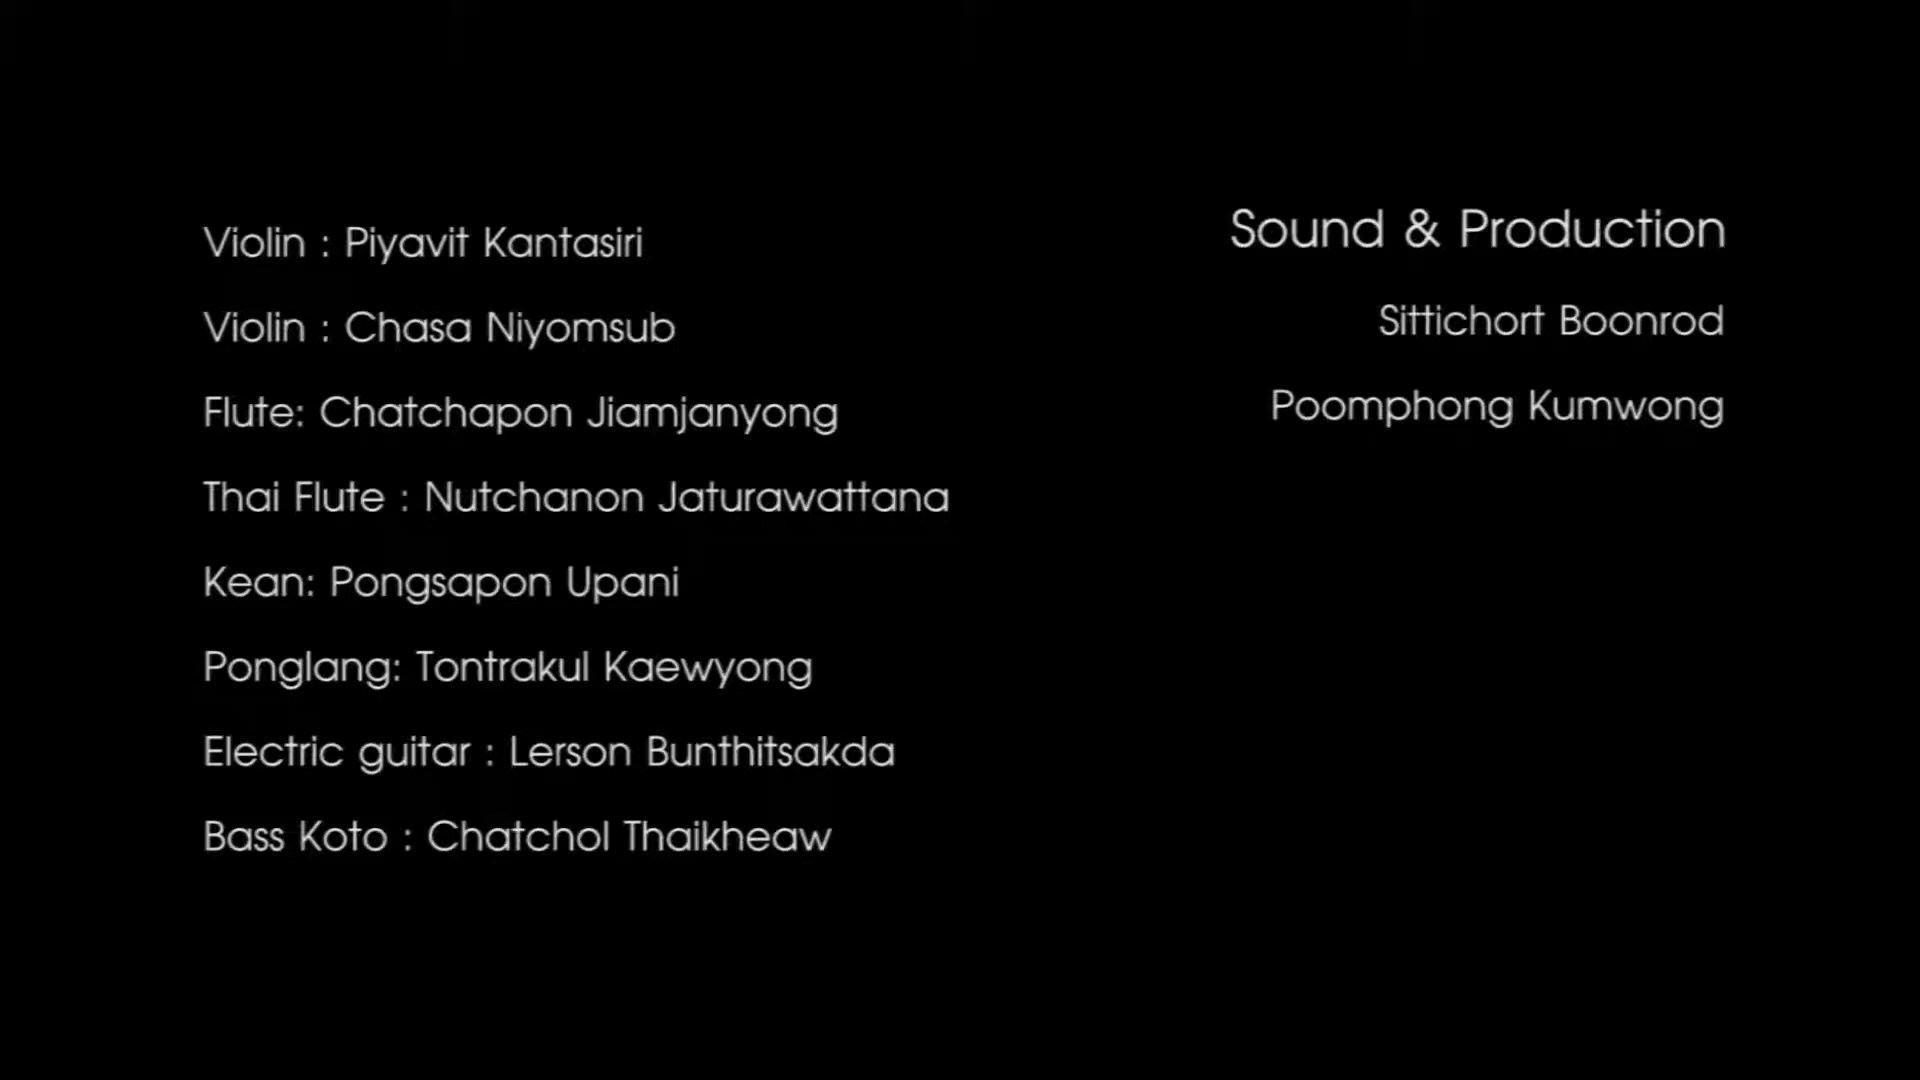 Violin : Piyavit Kantasiri
Violin : Chasa Niyomsub
Flute: Chatchapon Jiamjanyong
Thai Flute : Nutchanon Jaturawattana
Kean: Pongsapon Upani
Ponglang: Tontrakul Kaewyong
Electric guitar : Lerson Bunthitsakda
Bass Koto : Chatchol Thaikheaw
Sound & Production
Sittichort Boonrod
Poomphong Kumwong